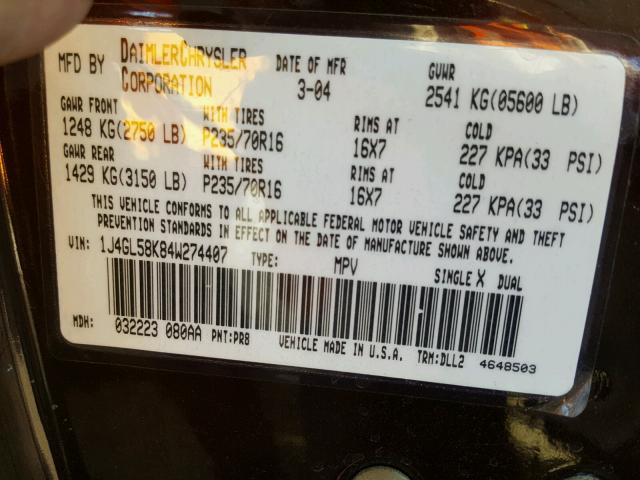 MFD BY DAIMLERCHRYSLER CORPORATION DATE OF MFR 3-04 GVWR 2541 KG(05600 LB)
GAWR FRONT WITH TIRES RIMS AT COLD
1248 KG(2750 LB) P235/70R16 16X7 227 KPA(33 PSI)
GAWR REAR WITH TIRES RIMS AT COLD
1429 KG(3150 LB) P235/70R16 16X7 227 KPA(33 PSI)
THIS VEHICLE CONFORMS TO ALL APPLICABLE FEDERAL MOTOR VEHICLE SAFETY AND THEFT
PREVENTION STANDARDS IN EFFECT ON THE DATE OF MANUFACTURE SHOWN ABOVE.
VIN: 1J4GL58K84W274407 TYPE: MPV SINGLE X DUAL
MDH: 032223 080AA PNT:PR8 VEHICLE MADE IN U.S.A. TRM:DLL2 4648503